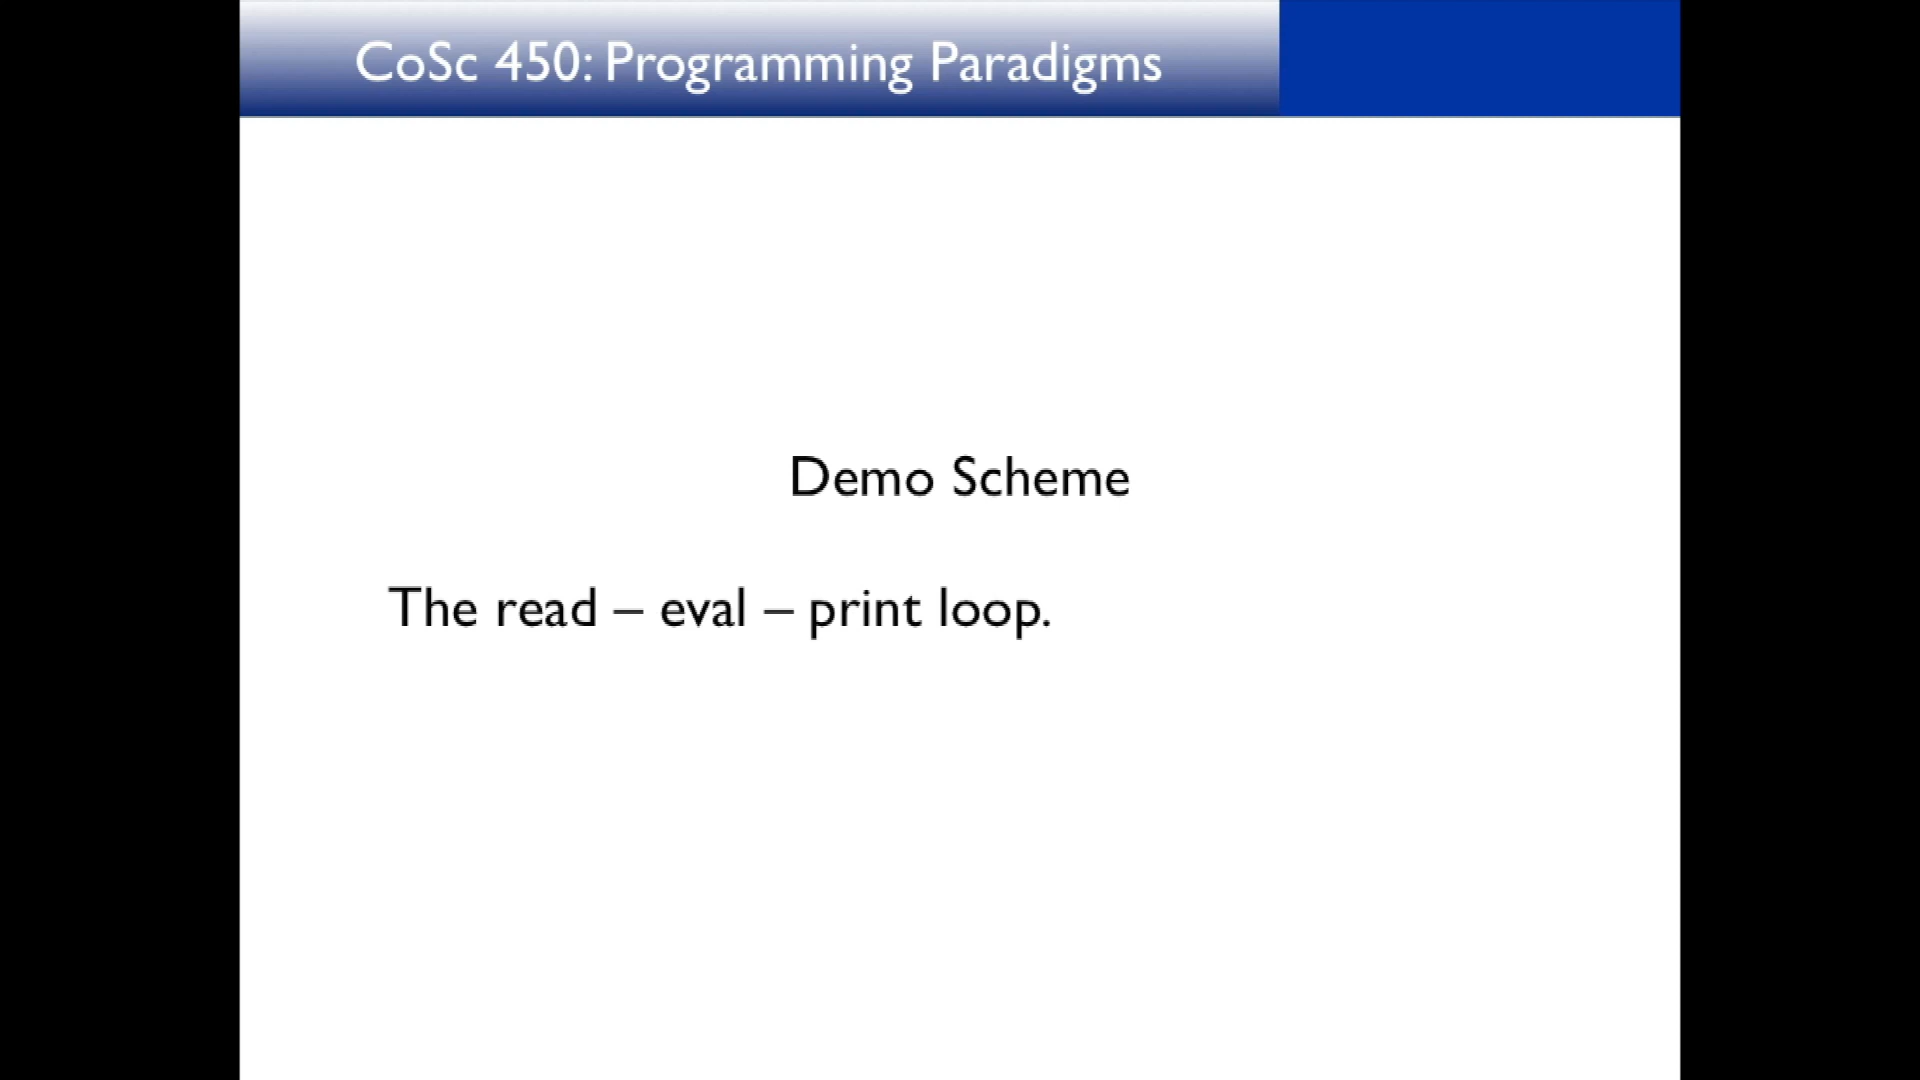 CoSc 450: Programming Paradigms
Demo Scheme
The read – eval – print loop.